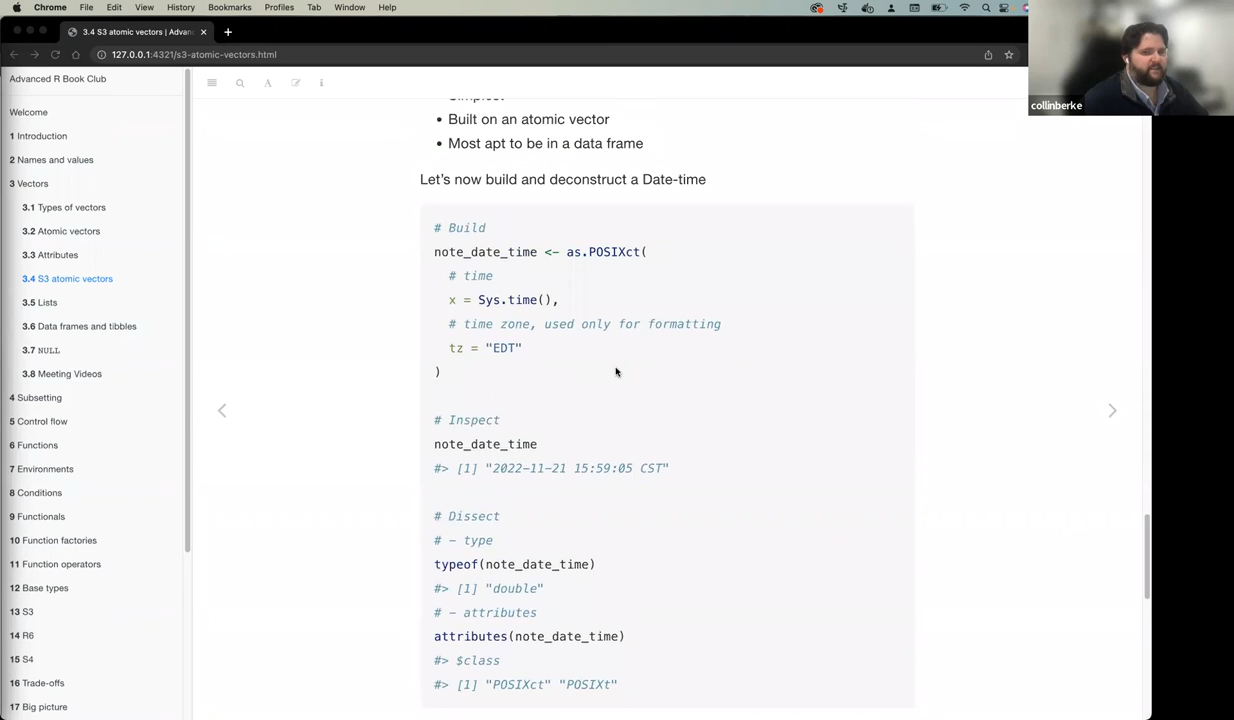 Chrome File Edit View History Bookmarks Profiles Tab Window Help
3.4 S3 atomic vectors | Advanc
127.0.0.1:4321/s3-atomic-vectors.html
collinberke
Advanced R Book Club
Welcome
1 Introduction
2 Names and values
3 Vectors
3.1 Types of vectors
3.2 Atomic vectors
3.3 Attributes
3.4 S3 atomic vectors
3.5 Lists
3.6 Data frames and tibbles
3.7 NULL
3.8 Meeting Videos
4 Subsetting
5 Control flow
6 Functions
7 Environments
8 Conditions
9 Functionals
10 Function factories
11 Function operators
12 Base types
13 S3
14 R6
15 S4
16 Trade-offs
17 Big picture
• Built on an atomic vector
• Most apt to be in a data frame
Let's now build and deconstruct a Date-time
# Build
note_date_time <- as.POSIXct(
# time
x = Sys.time(),
# time zone, used only for formatting
tz = "EDT"
)
# Inspect
note_date_time
#> [1] "2022-11-21 15:59:05 CST"
# Dissect
# - type
typeof(note_date_time)
#> [1] "double"
# - attributes
attributes(note_date_time)
#> $class
#> [1] "POSIXct" "POSIXt"